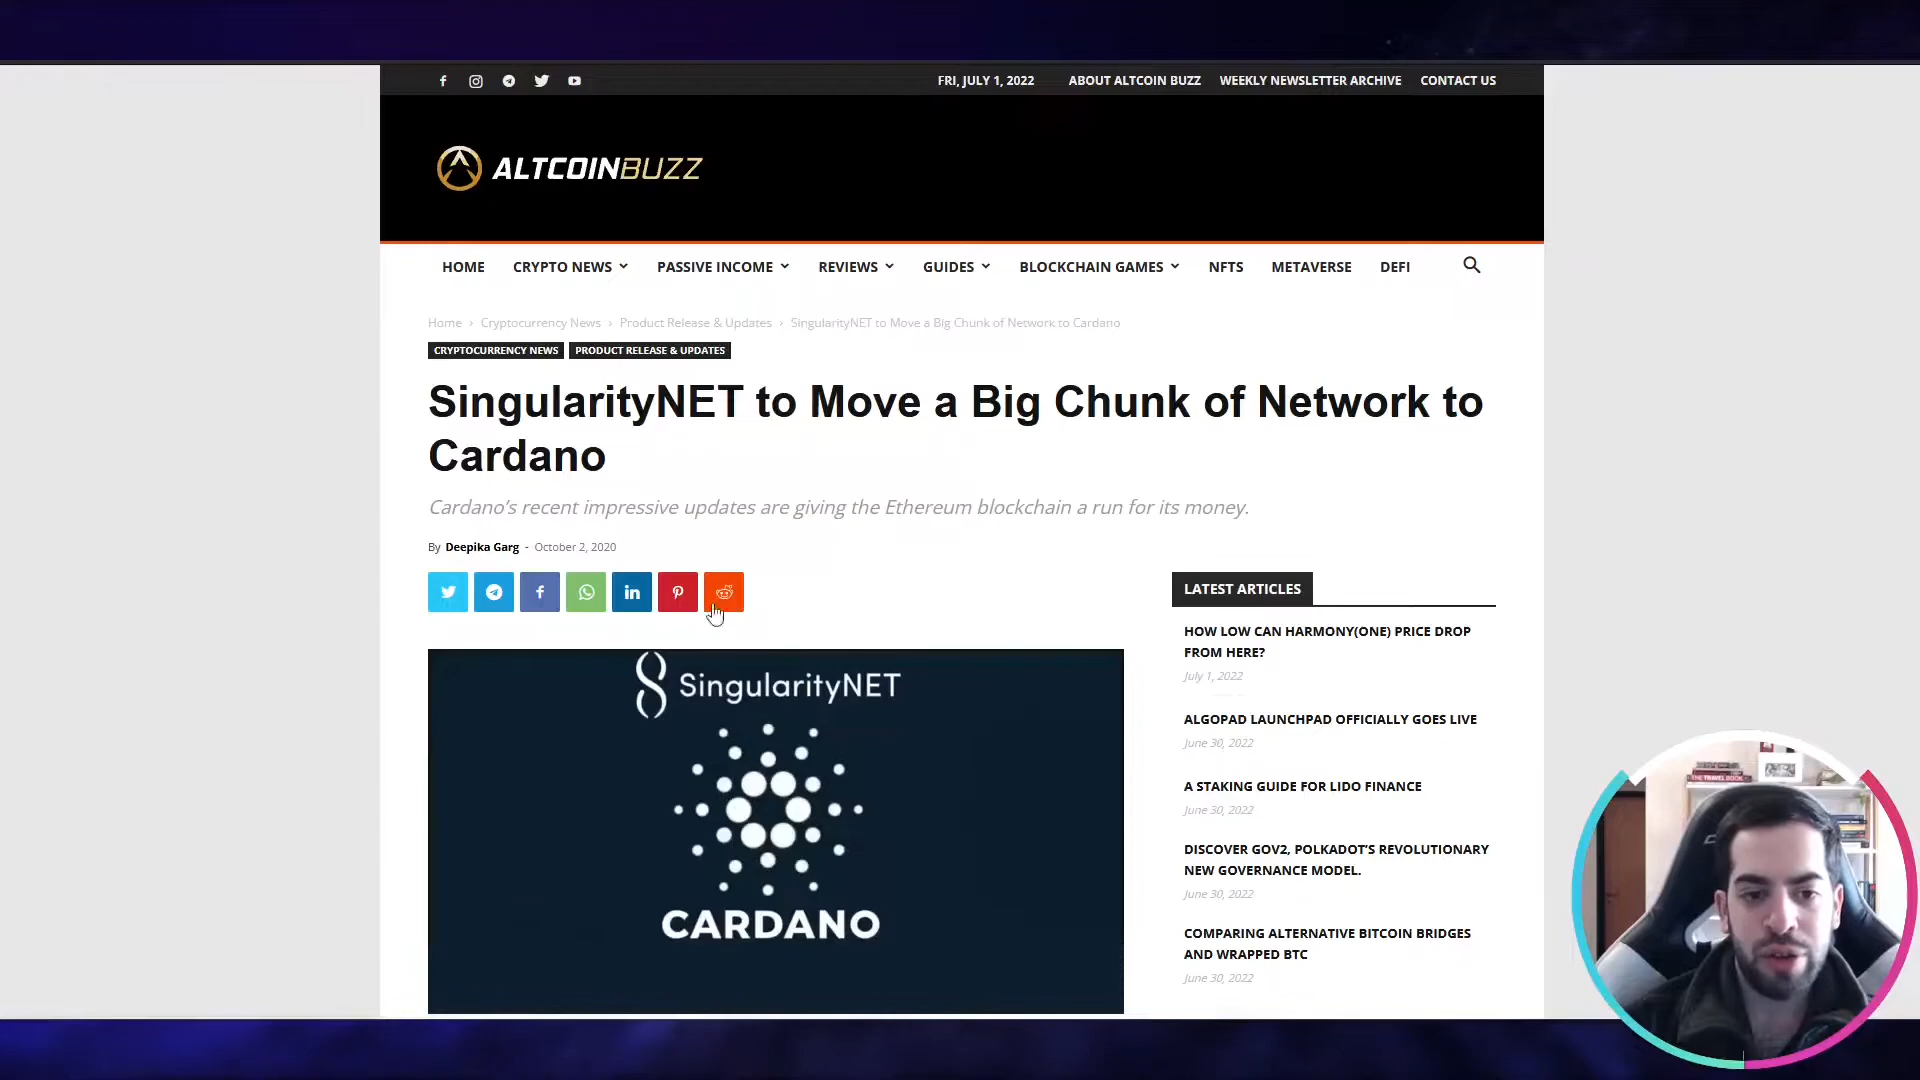 FRI, JULY 1, 2022 ABOUT ALTCOIN BUZZ WEEKLY NEWSLETTER ARCHIVE CONTACT US
ALTCOINBUZZ
HOME CRYPTO NEWS PASSIVE INCOME REVIEWS GUIDES BLOCKCHAIN GAMES NFTS METAVERSE DEFI
Home › Cryptocurrency News › Product Release & Updates › SingularityNET to Move a Big Chunk of Network to Cardano
CRYPTOCURRENCY NEWS PRODUCT RELEASE & UPDATES
SingularityNET to Move a Big Chunk of Network to
Cardano
Cardano’s recent impressive updates are giving the Ethereum blockchain a run for its money.
By Deepika Garg - October 2, 2020
SingularityNET
CARDANO
LATEST ARTICLES
HOW LOW CAN HARMONY(ONE) PRICE DROP
FROM HERE?
July 1, 2022
ALGOPAD LAUNCHPAD OFFICIALLY GOES LIVE
June 30, 2022
A STAKING GUIDE FOR LIDO FINANCE
June 30, 2022
DISCOVER GOV2, POLKADOT’S REVOLUTIONARY
NEW GOVERNANCE MODEL.
June 30, 2022
COMPARING ALTERNATIVE BITCOIN BRIDGES
AND WRAPPED BTC
June 30, 2022
THE TRAVEL BOOK